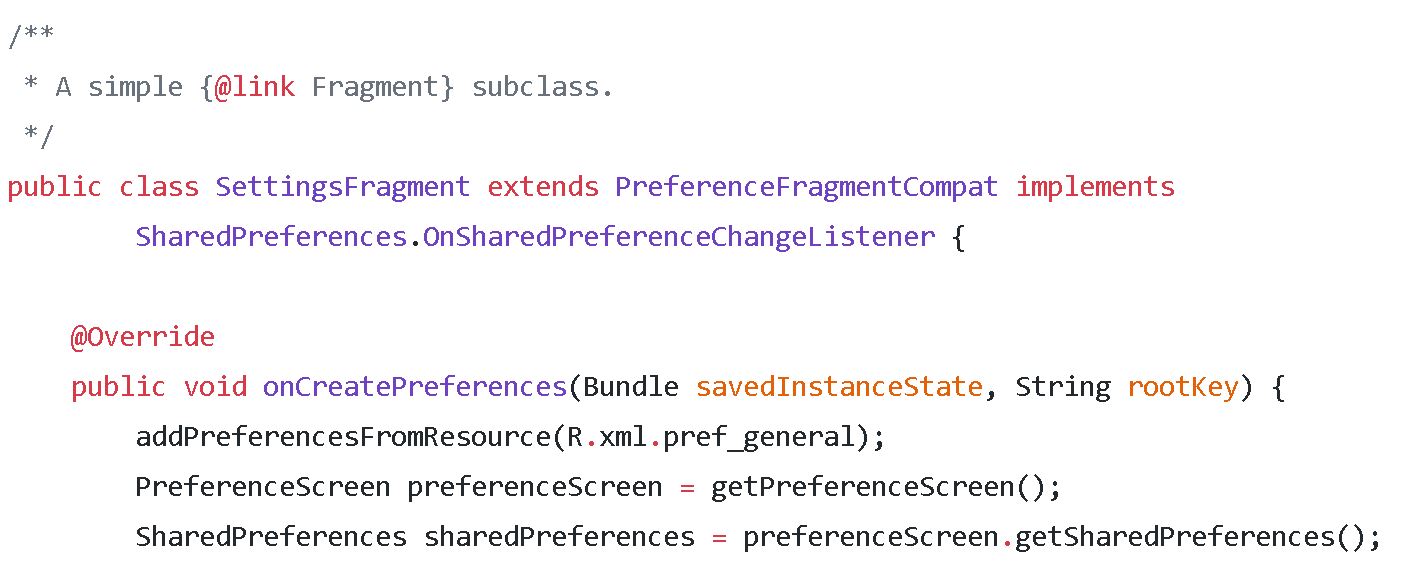 /**
 * A simple {@link Fragment} subclass.
 */
public class SettingsFragment extends PreferenceFragmentCompat implements
        SharedPreferences.OnSharedPreferenceChangeListener {

    @Override
    public void onCreatePreferences(Bundle savedInstanceState, String rootKey) {
        addPreferencesFromResource(R.xml.pref_general);
        PreferenceScreen preferenceScreen = getPreferenceScreen();
        SharedPreferences sharedPreferences = preferenceScreen.getSharedPreferences();